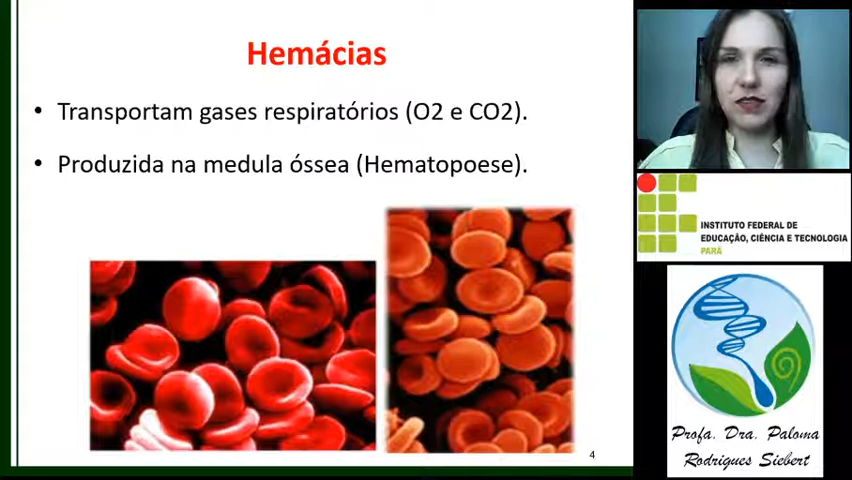 Hemácias
• Transportam gases respiratórios (O2 e CO2).
• Produzida na medula óssea (Hematopoese).
4
INSTITUTO FEDERAL DE
EDUCAÇÃO, CIÊNCIA E TECNOLOGIA
PARÁ
Profa. Dra. Paloma
Rodrigues Siebert